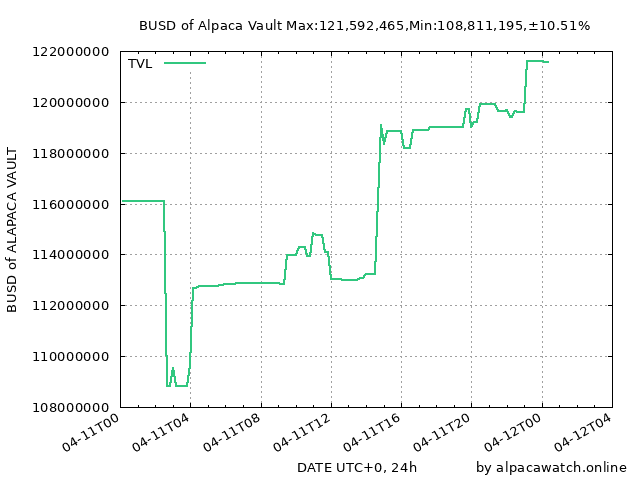 BUSD of Alpaca Vault Max:121,592,465,Min:108,811,195,±10.51%
TVL
BUSD of ALAPACA VAULT
122000000
120000000
118000000
116000000
114000000
112000000
110000000
108000000
04-11T00
04-11T04
04-11T08
04-11T12
04-11T16
04-11T20
04-12T00
04-12T04
DATE UTC+0, 24h
by alpacawatch.online